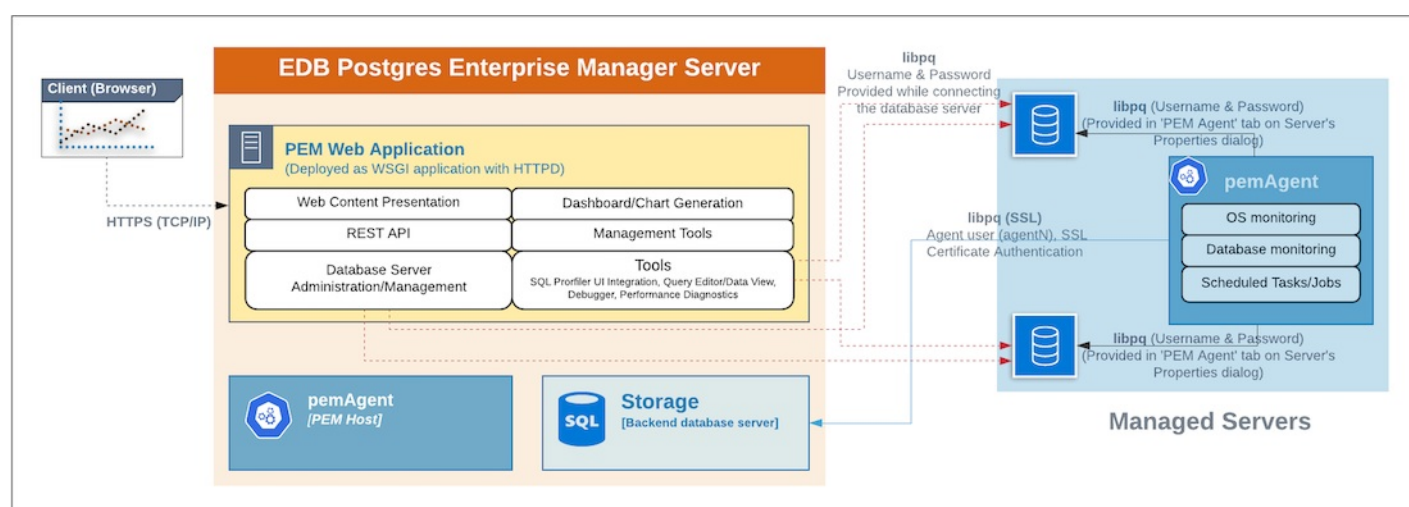 EDB Postgres Enterprise Manager Server
Client (Browser)
HTTPS (TCP/IP)
PEM Web Application
(Deployed as WSGI application with HTTPD)
Web Content Presentation
Dashboard/Chart Generation
REST API
Management Tools
Database Server
Administration/Management
Tools
SQL Prorfiler UI Integration, Query Editor/Data View,
Debugger, Performance Diagnostics
pemAgent
[PEM Host]
SQL
Storage
[Backend database server]
libpq
Username & Password
Provided while connecting
the database server
libpq (SSL)
Agent user (agentN), SSL
Certificate Authentication
libpq (Username & Password)
(Provided in 'PEM Agent' tab on Server's
Properties dialog)
pemAgent
OS monitoring
Database monitoring
Scheduled Tasks/Jobs
libpq (Username & Password)
(Provided in 'PEM Agent' tab on Server's
Properties dialog)
Managed Servers